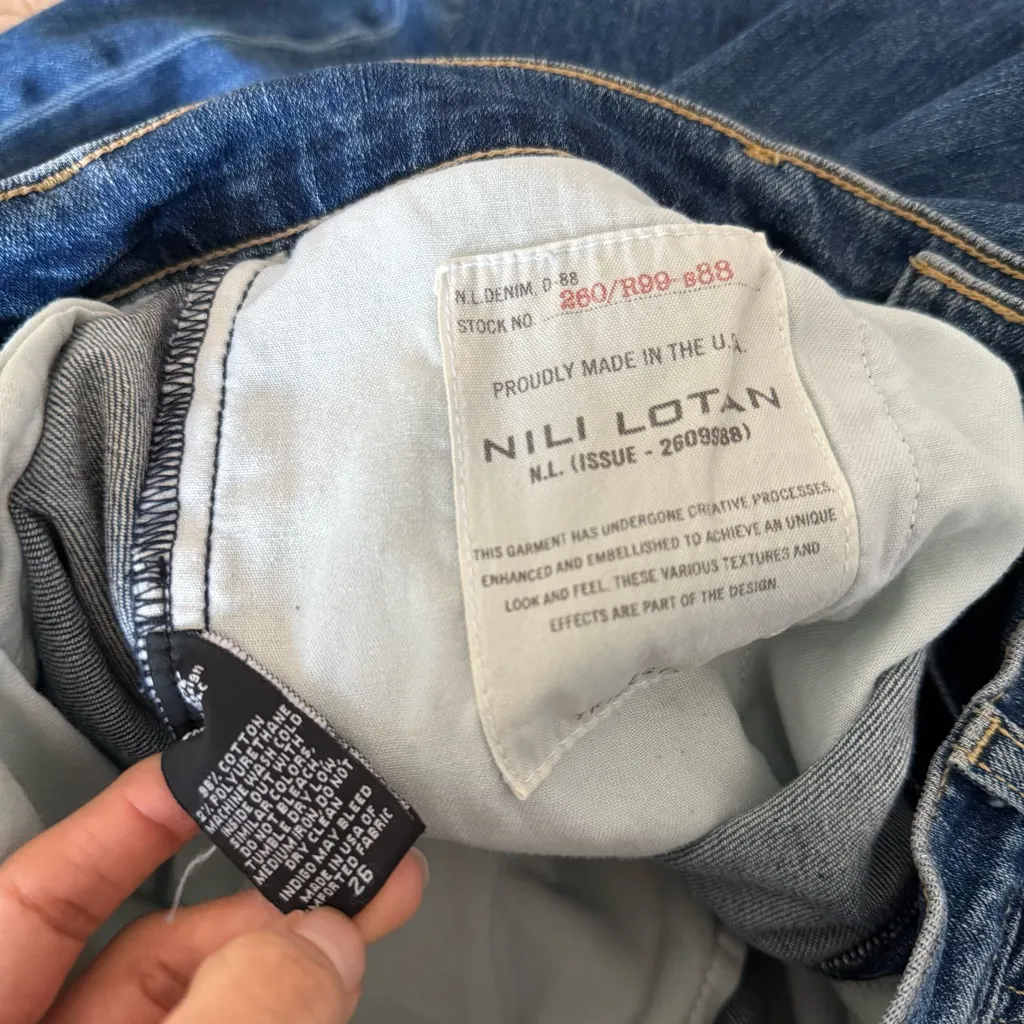 N.L.DENIM, 0-88
STOCK NO 260/R99-s88
PROUDLY MADE IN THE U.S.A.
NILI LOTAN
N.L. (ISSUE - 2609S88)
THIS GARMENT HAS UNDERGONE CREATIVE PROCESSES,
ENHANCED AND EMBELLISHED TO ACHIEVE AN UNIQUE
LOOK AND FEEL. THESE VARIOUS TEXTURES AND
EFFECTS ARE PART OF THE DESIGN
98% COTTON
2% POLYURETHANE
MACHINE WASH COLD
INSIDE OUT WITH
SIMILAR COLORS.
DO NOT BLEACH.
TUMBLE DRY LOW,
MEDIUM IRON, DO NOT
DRY CLEAN
INDIGO MAY BLEED
MADE IN USA OF
IMPORTED FABRIC
26